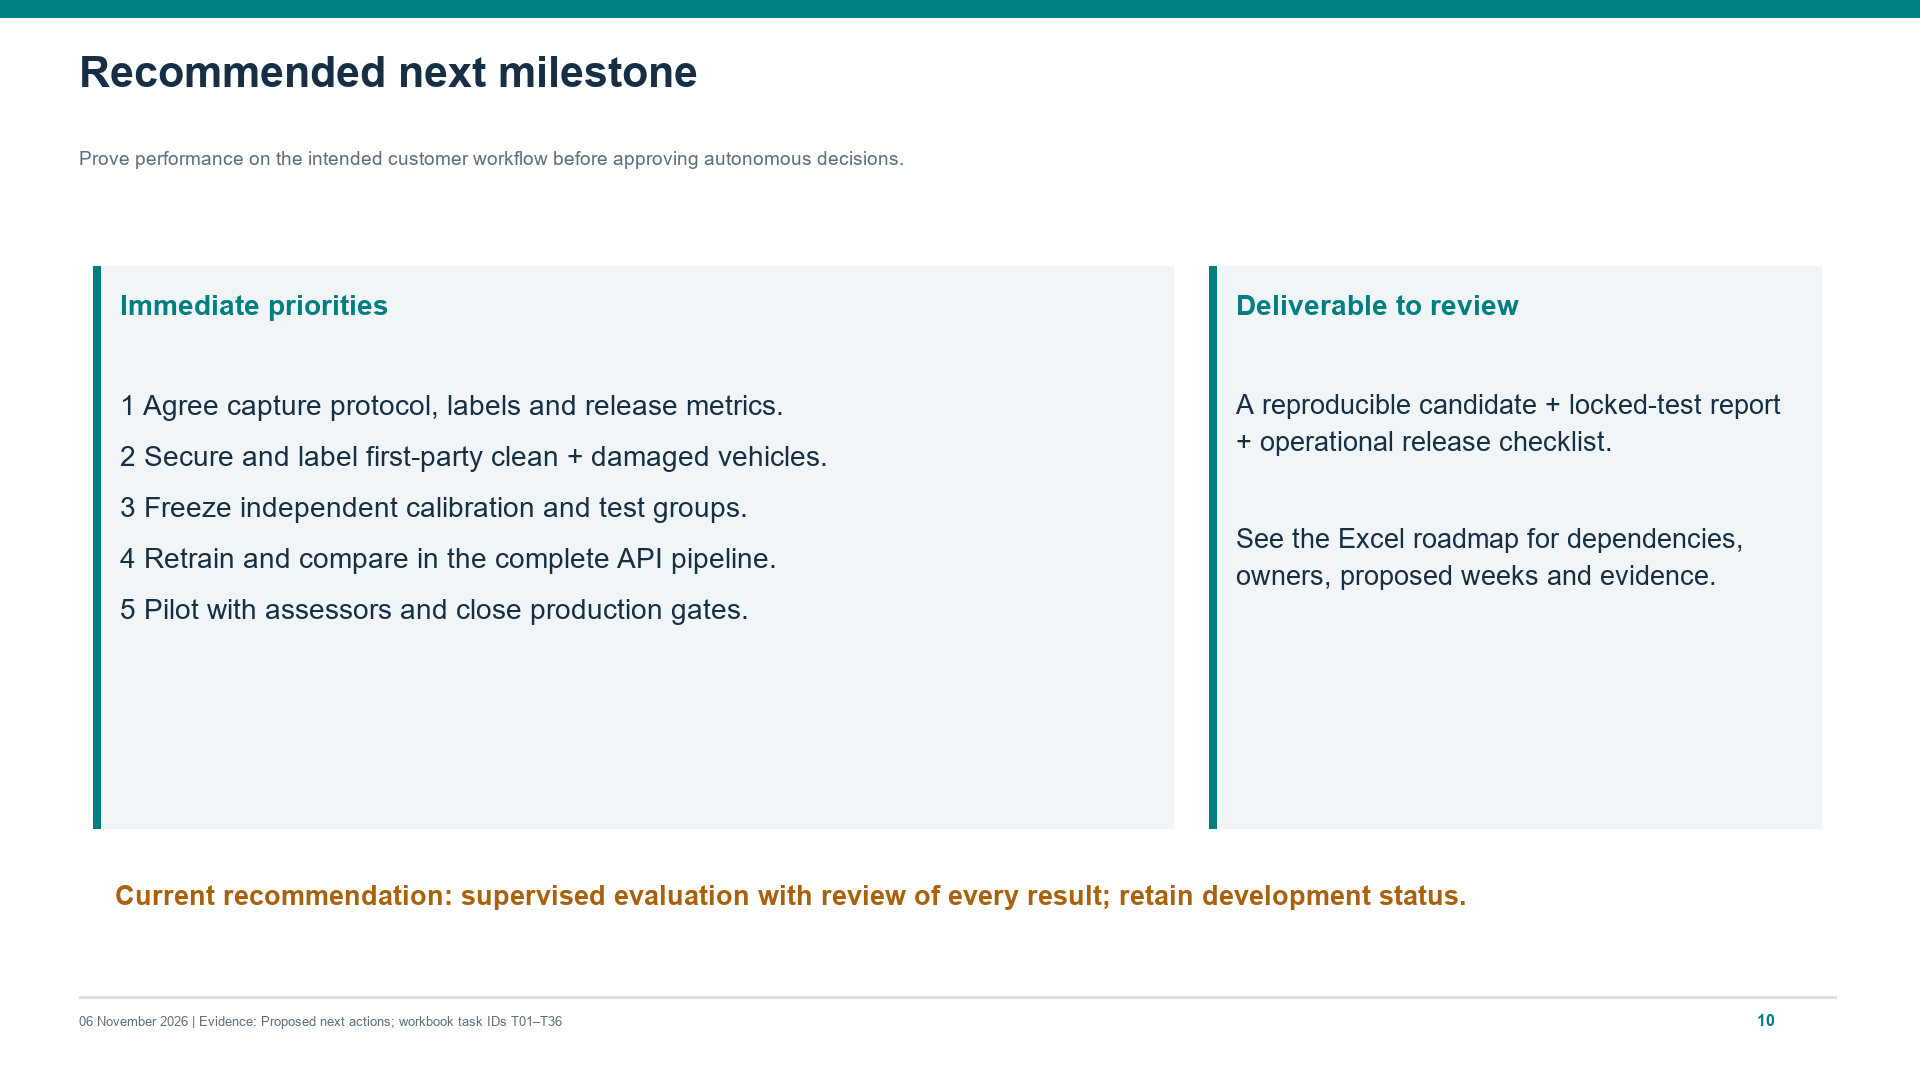 Recommended next milestone
Prove performance on the intended customer workflow before approving autonomous decisions.
Immediate priorities
1 Agree capture protocol, labels and release metrics.
2 Secure and label first-party clean + damaged vehicles.
3 Freeze independent calibration and test groups.
4 Retrain and compare in the complete API pipeline.
5 Pilot with assessors and close production gates.
Deliverable to review
A reproducible candidate + locked-test report
+ operational release checklist.
See the Excel roadmap for dependencies,
owners, proposed weeks and evidence.
Current recommendation: supervised evaluation with review of every result; retain development status.
06 November 2026 | Evidence: Proposed next actions; workbook task IDs T01–T36
10